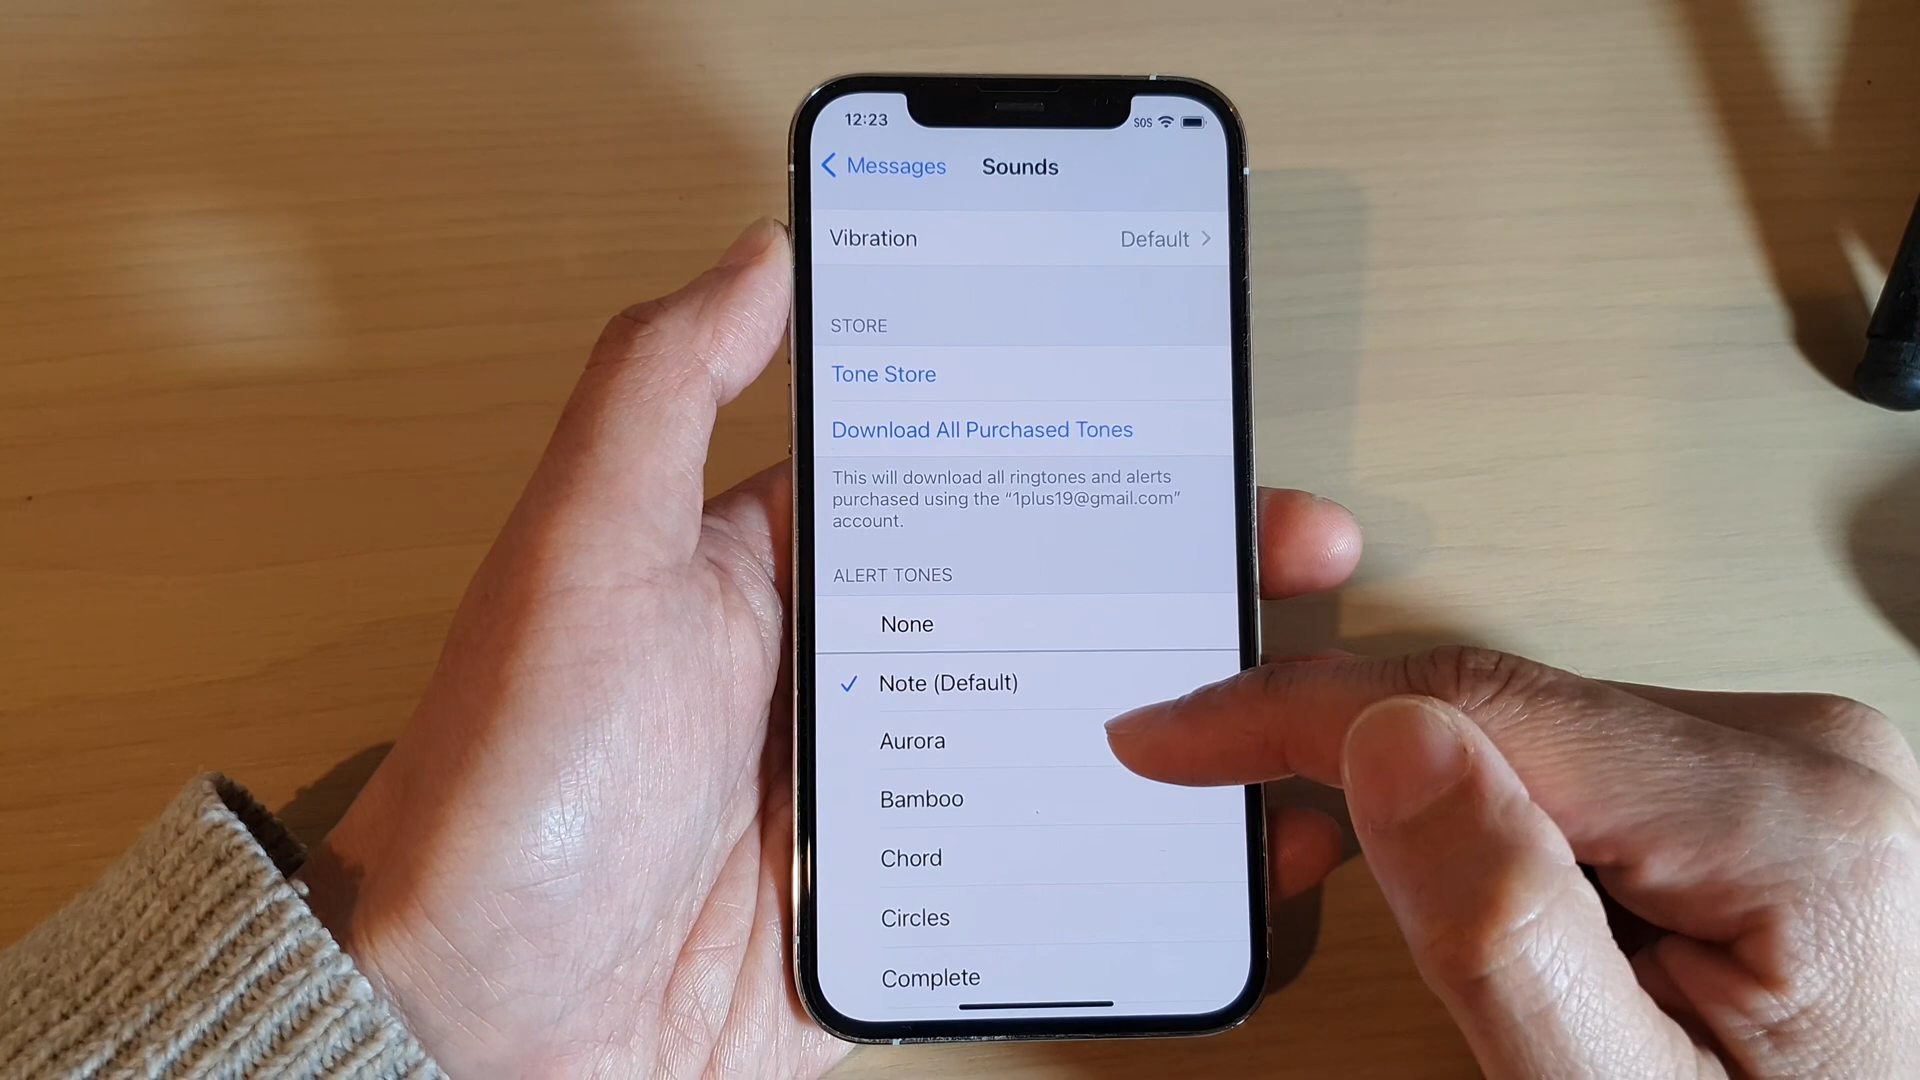 12:23
SOS
Messages
Sounds
Vibration
Default
STORE
Tone Store
Download All Purchased Tones
This will download all ringtones and alerts
purchased using the “1plus19@gmail.com”
account.
ALERT TONES
None
Note (Default)
Aurora
Bamboo
Chord
Circles
Complete